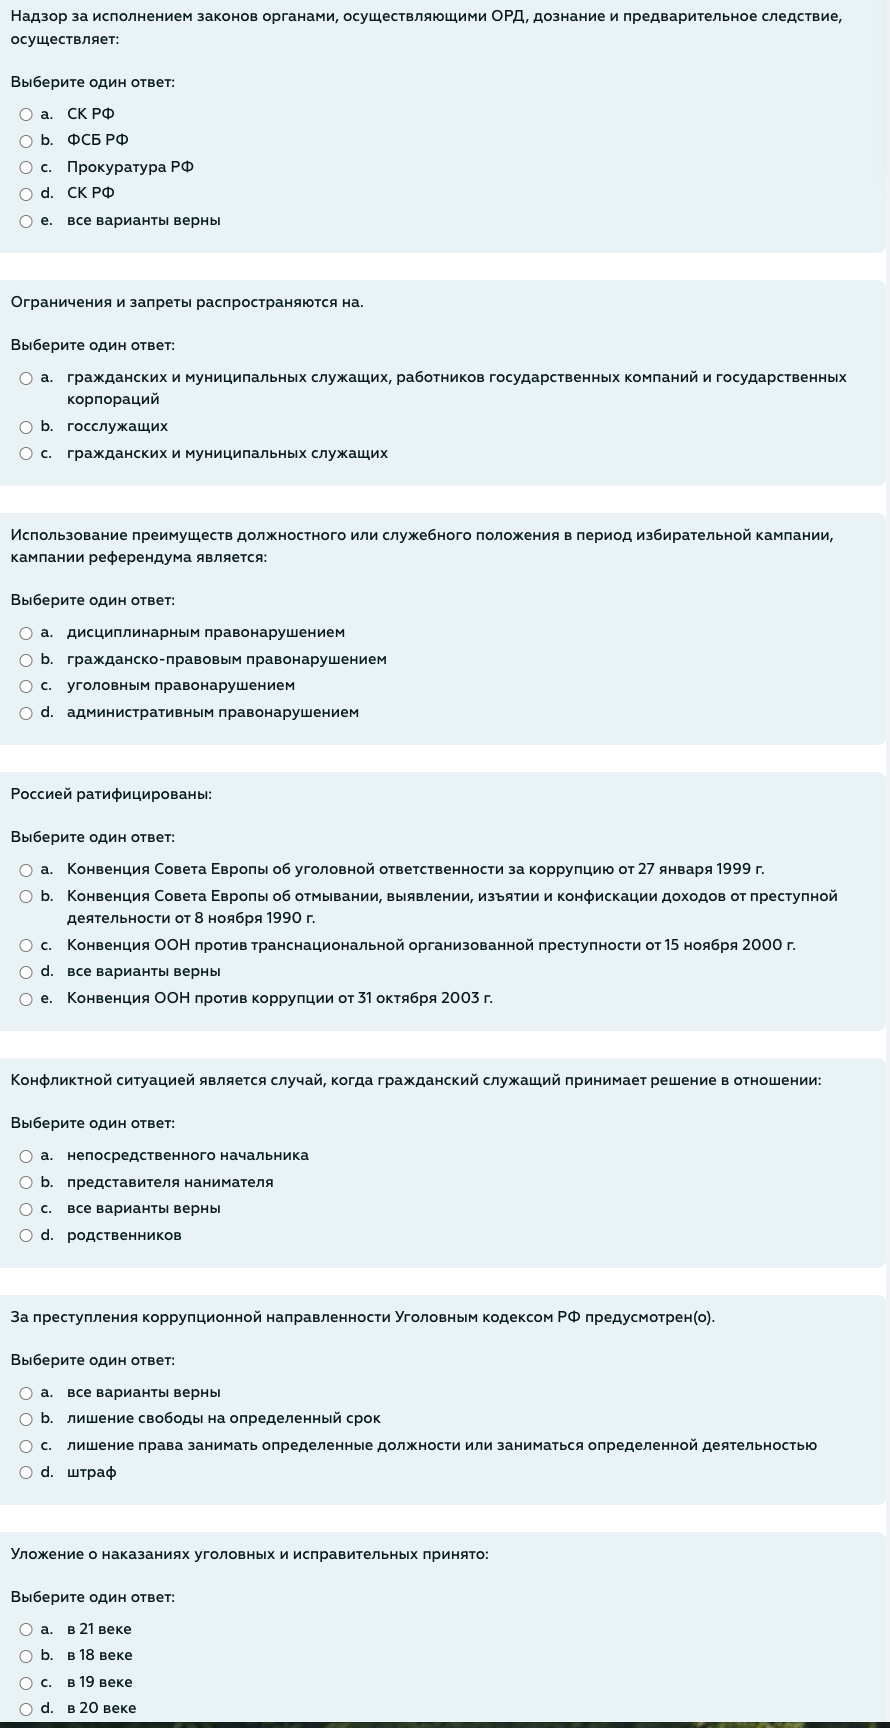 Надзор за исполнением законов органами, осуществляющими ОРД, дознание и предварительное следствие,
осуществляет:
Выберите один ответ:
a. СК РФ
b. ФСБ РФ
c. Прокуратура РФ
d. СК РФ
e. все варианты верны
Ограничения и запреты распространяются на.
Выберите один ответ:
a. гражданских и муниципальных служащих, работников государственных компаний и государственных
корпораций
b. госслужащих
c. гражданских и муниципальных служащих
Использование преимуществ должностного или служебного положения в период избирательной кампании,
кампании референдума является:
Выберите один ответ:
a. дисциплинарным правонарушением
b. гражданско-правовым правонарушением
c. уголовным правонарушением
d. административным правонарушением
Россией ратифицированы:
Выберите один ответ:
a. Конвенция Совета Европы об уголовной ответственности за коррупцию от 27 января 1999 г.
b. Конвенция Совета Европы об отмывании, выявлении, изъятии и конфискации доходов от преступной
деятельности от 8 ноября 1990 г.
c. Конвенция ООН против транснациональной организованной преступности от 15 ноября 2000 г.
d. все варианты верны
e. Конвенция ООН против коррупции от 31 октября 2003 г.
Конфликтной ситуацией является случай, когда гражданский служащий принимает решение в отношении:
Выберите один ответ:
a. непосредственного начальника
b. представителя нанимателя
c. все варианты верны
d. родственников
За преступления коррупционной направленности Уголовным кодексом РФ предусмотрен(о).
Выберите один ответ:
a. все варианты верны
b. лишение свободы на определенный срок
c. лишение права занимать определенные должности или заниматься определенной деятельностью
d. штраф
Уложение о наказаниях уголовных и исправительных принято:
Выберите один ответ:
a. в 21 веке
b. в 18 веке
c. в 19 веке
d. в 20 веке